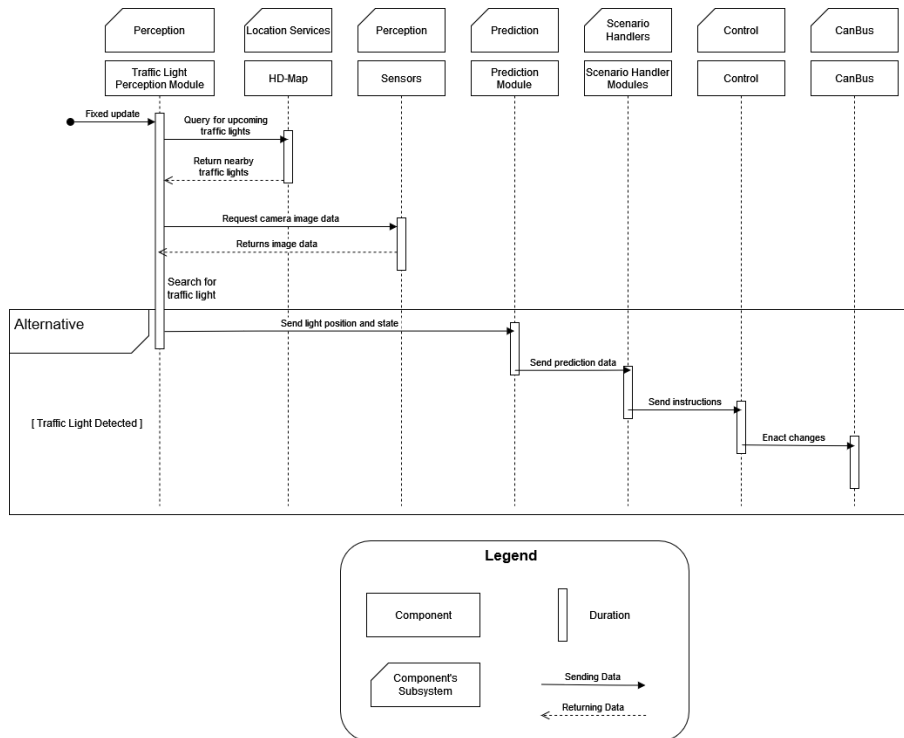 Perception
Location Services
Perception
Prediction
Scenario
Handlers
Control
CanBus
Traffic Light
Perception Module
HD-Map
Sensors
Prediction
Module
Scenario Handler
Modules
Control
CanBus
Fixed update
Query for upcoming
traffic lights
Return nearby
traffic lights
Request camera image data
Returns image data
Search for
traffic light
Alternative
Send light position and state
Send prediction data
Send instructions
[ Traffic Light Detected ]
Enact changes
Legend
Component
Duration
Component's
Subsystem
Sending Data
Returning Data